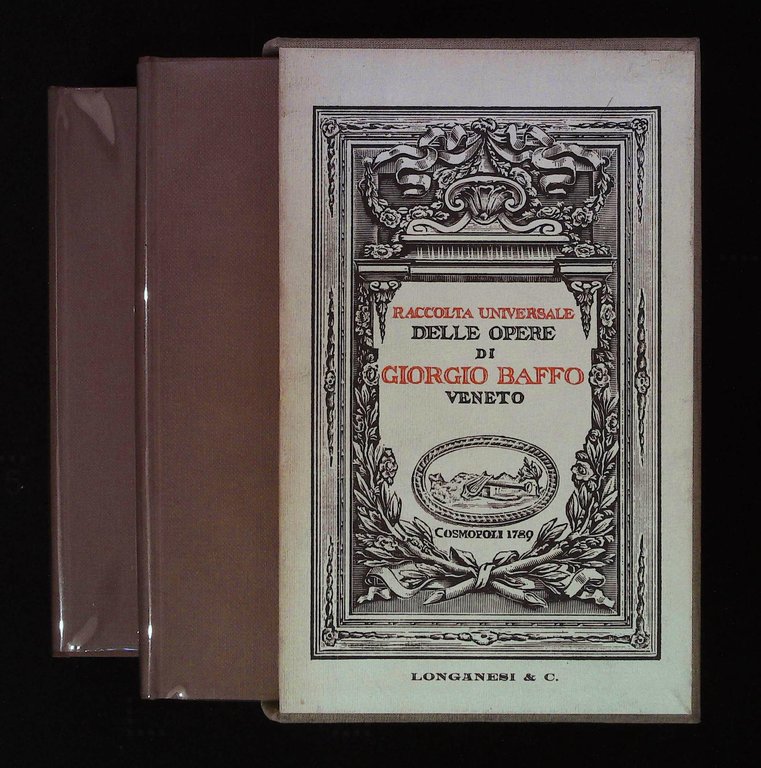 RACCOLTA UNIVERSALE
DELLE OPERE
DI
GIORGIO BAFFO
VENETO
COSMOPOLI 1789
LONGANESI & C.